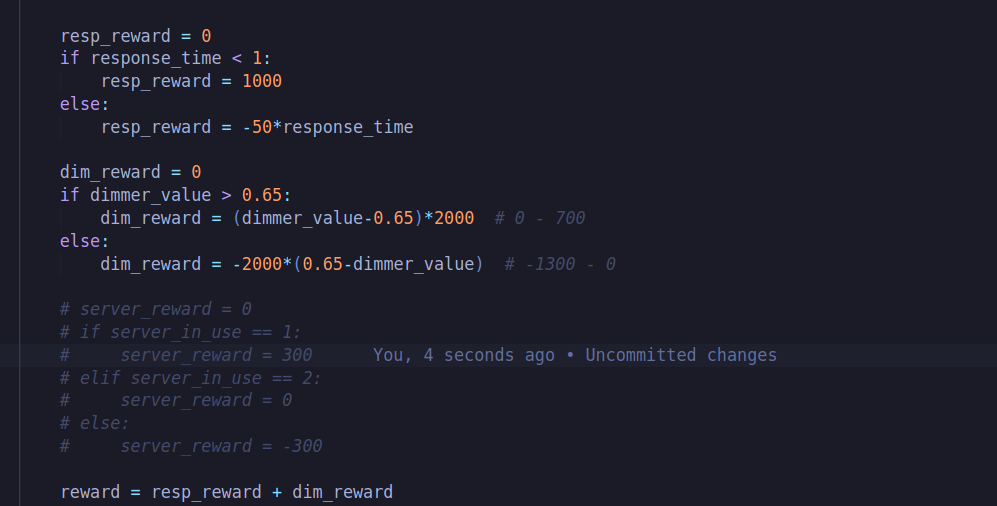 resp_reward = 0
if response_time < 1:
    resp_reward = 1000
else:
    resp_reward = -50*response_time

dim_reward = 0
if dimmer_value > 0.65:
    dim_reward = (dimmer_value-0.65)*2000  # 0 - 700
else:
    dim_reward = -2000*(0.65-dimmer_value)  # -1300 - 0

# server_reward = 0
# if server_in_use == 1:
#     server_reward = 300      You, 4 seconds ago • Uncommitted changes
# elif server_in_use == 2:
#     server_reward = 0
# else:
#     server_reward = -300

reward = resp_reward + dim_reward